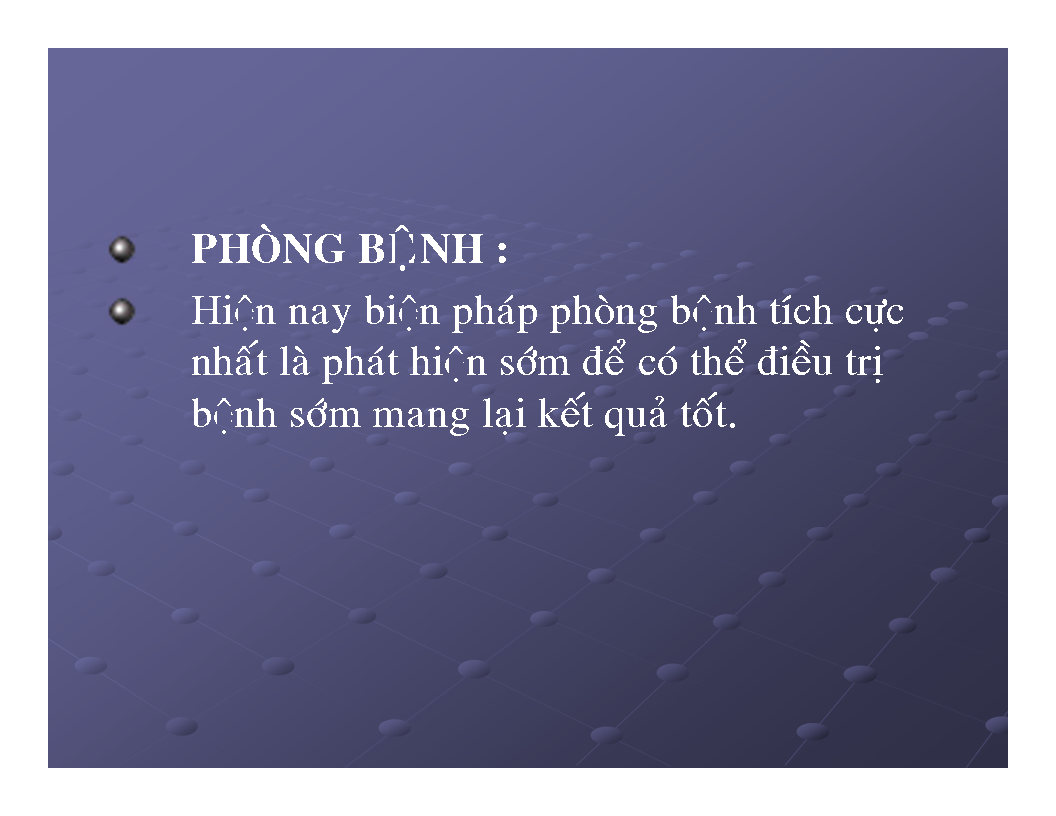 PHÒNG BỆNH :
Hiện nay biện pháp phòng bệnh tích cực
nhất là phát hiện sớm để có thể điều trị
bệnh sớm mang lại kết quả tốt.